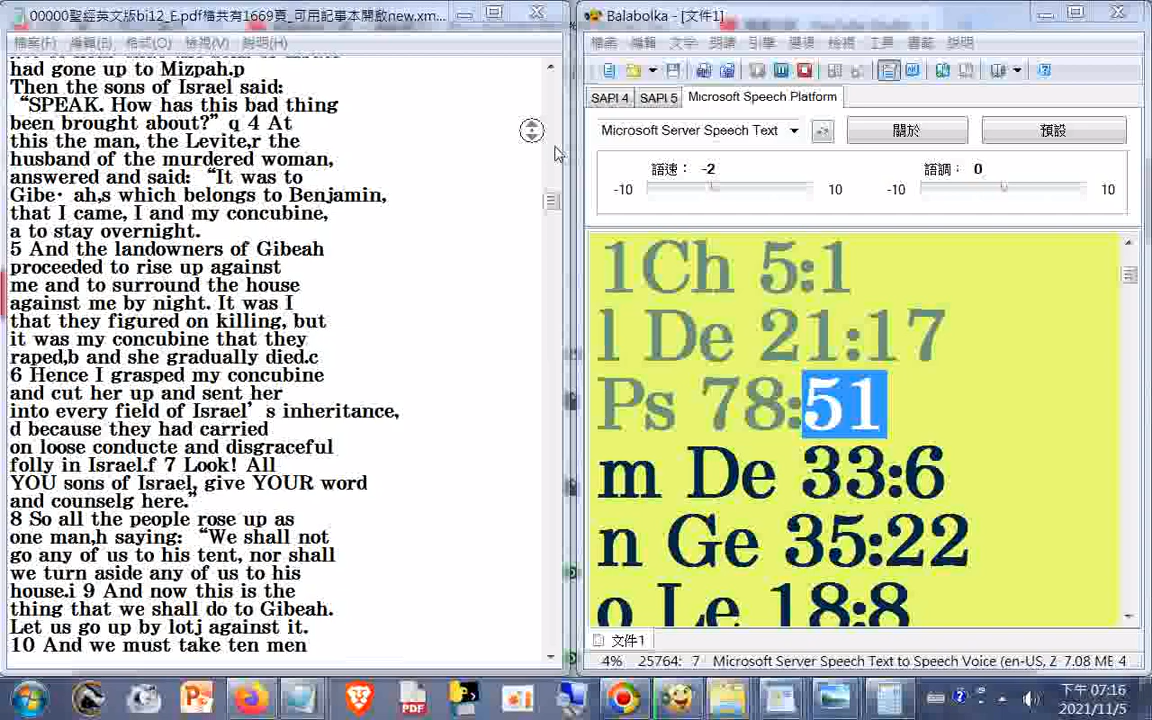 00000聖經英文版bi12_E.pdf檔共有1669頁_可用記事本開啟new.xm...
檔案(F) 編輯(E) 格式(O) 檢視(V) 說明(H)
had gone up to Mizpah.p
Then the sons of Israel said:
“SPEAK. How has this bad thing
been brought about?” q 4 At
this the man, the Levite,r the
husband of the murdered woman,
answered and said: “It was to
Gibe· ah,s which belongs to Benjamin,
that I came, I and my concubine,
a to stay overnight.
5 And the landowners of Gibeah
proceeded to rise up against
me and to surround the house
against me by night. It was I
that they figured on killing, but
it was my concubine that they
raped,b and she gradually died.c
6 Hence I grasped my concubine
and cut her up and sent her
into every field of Israel’s inheritance,
d because they had carried
on loose conducte and disgraceful
folly in Israel.f 7 Look! All
YOU sons of Israel, give YOUR word
and counselg here.”
8 So all the people rose up as
one man,h saying: “We shall not
go any of us to his tent, nor shall
we turn aside any of us to his
house.i 9 And now this is the
thing that we shall do to Gibeah.
Let us go up by lotj against it.
10 And we must take ten men
Balabolka - [文件1]
檔案 編輯 文字 朗讀 引擎 選項 檢視 工具 書籤 說明
SAPI 4 SAPI 5 Microsoft Speech Platform
Microsoft Server Speech Text 關於 預設
語速： -2 語調： 0
-10 10 -10 10
1Ch 5:1
l De 21:17
Ps 78:51
m De 33:6
n Ge 35:22
o Le 18:8
文件1
4% 25764: 7 Microsoft Server Speech Text to Speech Voice (en-US, Z 7.08 ME 4
PDF
下午 07:16
2021/11/5